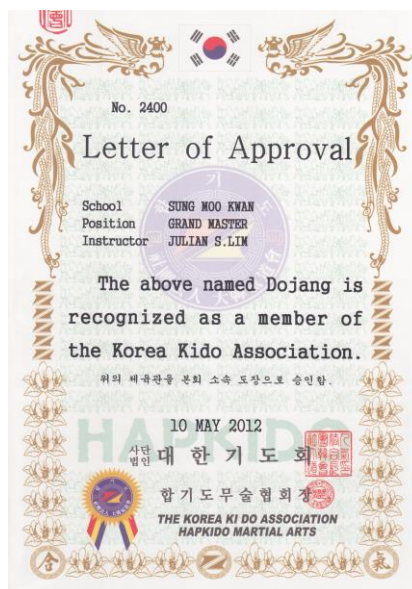 No. 2400
Letter of Approval
School SUNG MOO KWAN
Position GRAND MASTER
Instructor JULIAN S.LIM
The above named Dojang is
recognized as a member of
the Korea Kido Association.
위의 체육관을 본회 소속 도장으로 승인함.
10 MAY 2012
HAPKIDO
사단법인 대한기도회
합기도무술협회장
THE KOREA KI DO ASSOCIATION
HAPKIDO MARTIAL ARTS
合 氣